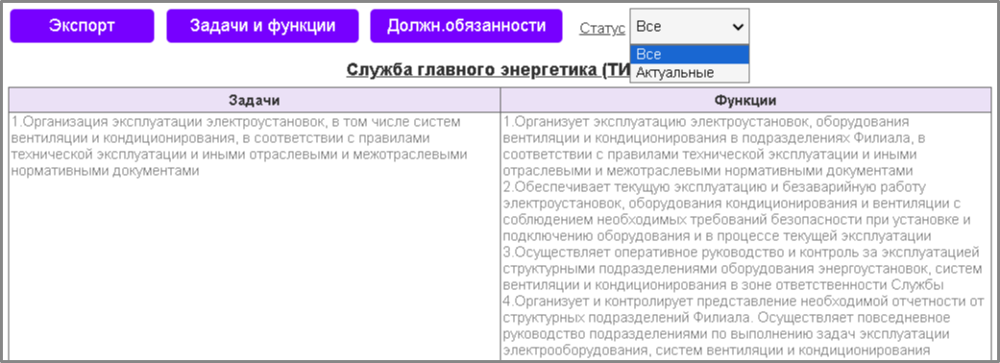 Экспорт Задачи и функции Должн.обязанности Статус Все
Все
Актуальные
Служба главного энергетика (ТИ
Задачи Функции
1.Организация эксплуатации электроустановок, в том числе систем
вентиляции и кондиционирования, в соответствии с правилами
технической эксплуатации и иными отраслевыми и межотраслевыми
нормативными документами
1.Организует эксплуатацию электроустановок, оборудования
вентиляции и кондиционирования в подразделениях Филиала, в
соответствии с правилами технической эксплуатации и иными
отраслевыми и межотраслевыми нормативными документами
2.Обеспечивает текущую эксплуатацию и безаварийную работу
электроустановок, оборудования кондиционирования и вентиляции с
соблюдением необходимых требований безопасности при установке и
подключению оборудования и в процессе текущей эксплуатации
3.Осуществляет оперативное руководство и контроль за эксплуатацией
структурными подразделениями оборудования энергоустановок, систем
вентиляции и кондиционирования в зоне ответственности Службы
4.Организует и контролирует представление необходимой отчетности от
структурных подразделений Филиала. Осуществляет повседневное
руководство подразделениями по выполнению задач эксплуатации
электрооборудования, систем вентиляции и кондиционирования